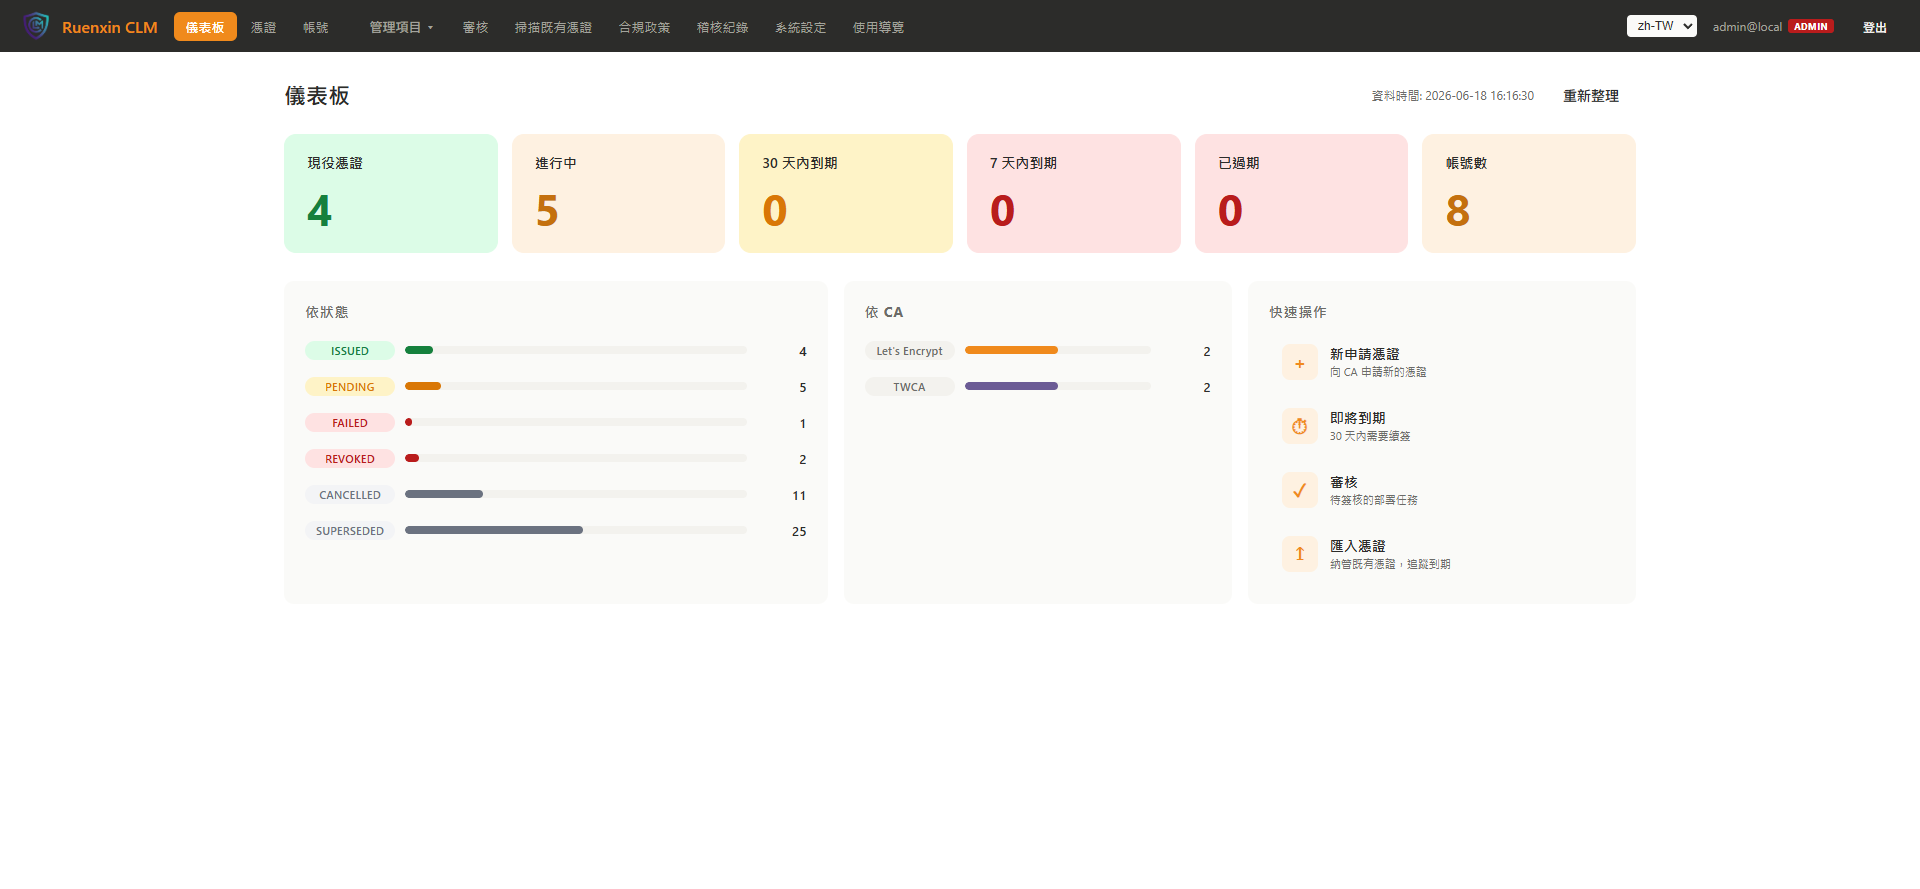 Ruenxin CLM 儀表板 憑證 帳號 管理項目 審核 掃描既有憑證 合規政策 稽核紀錄 系統設定 使用導覽 zh-TW admin@local ADMIN 登出
儀表板
資料時間: 2026-06-18 16:16:30 重新整理
現役憑證
4
進行中
5
30 天內到期
0
7 天內到期
0
已過期
0
帳號數
8
依狀態
ISSUED 4
PENDING 5
FAILED 1
REVOKED 2
CANCELLED 11
SUPERSEDED 25
依 CA
Let's Encrypt 2
TWCA 2
快速操作
+ 新申請憑證
向 CA 申請新的憑證
即將到期
30 天內需要續簽
審核
待簽核的部署任務
匯入憑證
納管既有憑證，追蹤到期